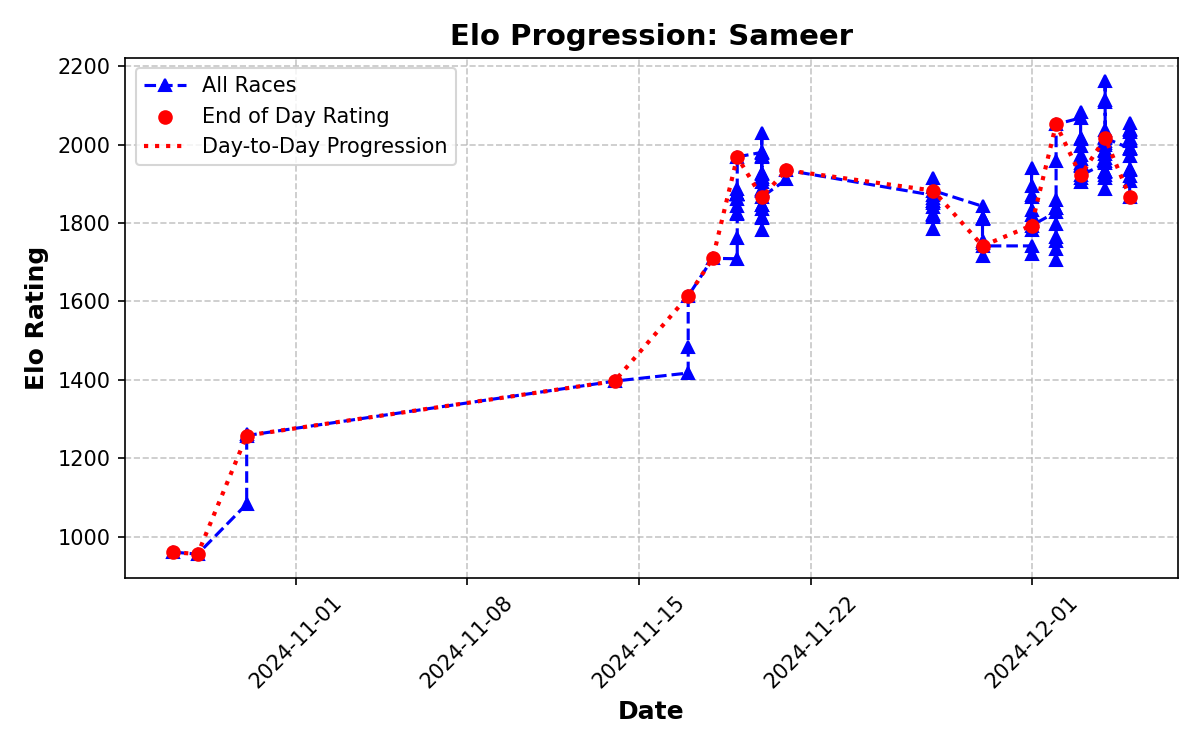 Elo Progression: Sameer
All Races
End of Day Rating
Day-to-Day Progression
Elo Rating
2200
2000
1800
1600
1400
1200
1000
2024-11-01
2024-11-08
2024-11-15
2024-11-22
2024-12-01
Date